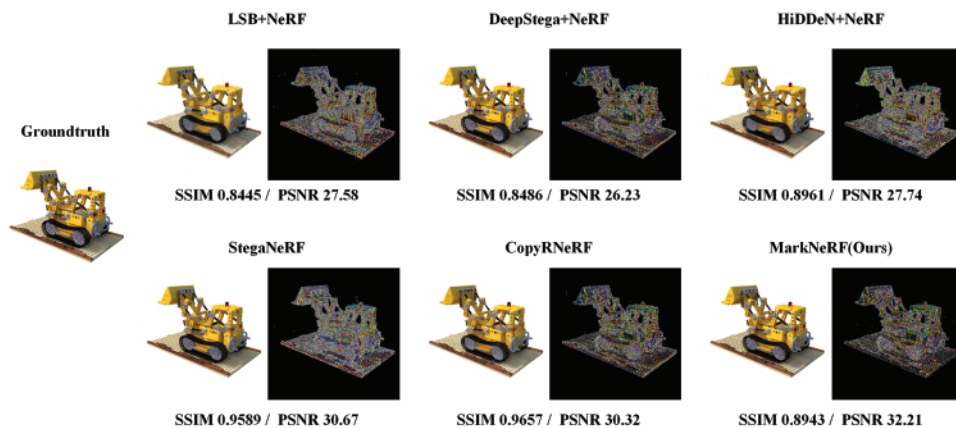 LSB+NeRF DeepStega+NeRF HiDDeN+NeRF
Groundtruth
SSIM 0.8445 / PSNR 27.58 SSIM 0.8486 / PSNR 26.23 SSIM 0.8961 / PSNR 27.74
StegaNeRF CopyRNeRF MarkNeRF(Ours)
SSIM 0.9589 / PSNR 30.67 SSIM 0.9657 / PSNR 30.32 SSIM 0.8943 / PSNR 32.21